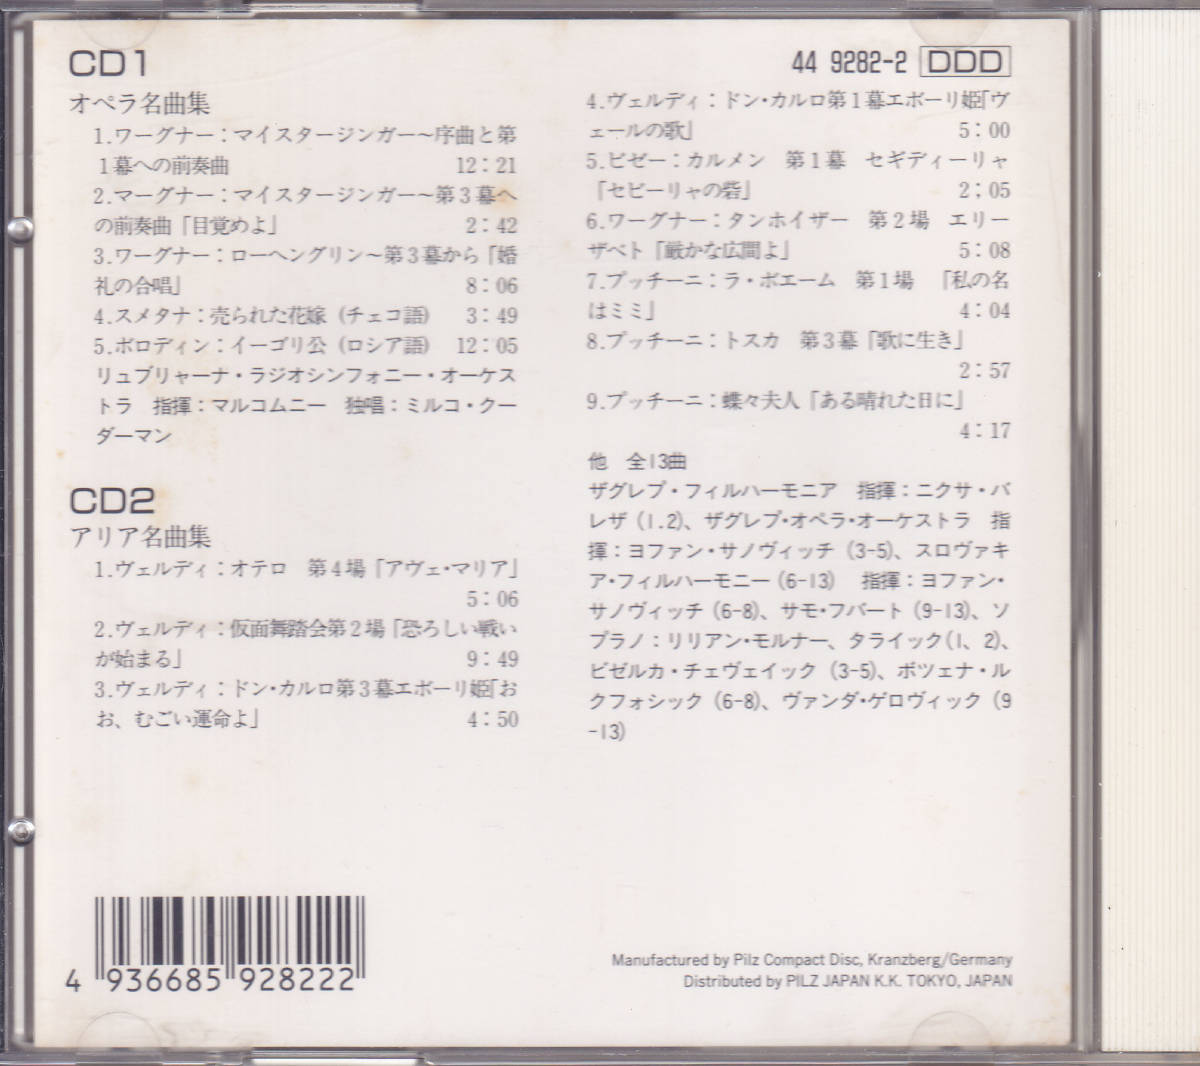 CD1
オペラ名曲集
1.ワーグナー：マイスタージンガー〜序曲と第
1幕への前奏曲 12：21
2.マーグナー：マイスタージンガー〜第3幕へ
の前奏曲「目覚めよ」 2：42
3.ワーグナー：ローヘングリン〜第3幕から「婚
礼の合唱」 8：06
4.スメタナ：売られた花嫁（チェコ語） 3：49
5.ボロディン：イーゴリ公（ロシア語） 12：05
リュブリャーナ・ラジオシンフォニー・オーケス
トラ 指揮：マルコムニー 独唱：ミルコ・クー
ダーマン
CD2
アリア名曲集
1.ヴェルディ：オテロ 第4場「アヴェ・マリア」
5：06
2.ヴェルディ：仮面舞踏会第2場「恐ろしい戦い
が始まる」 9：49
3.ヴェルディ：ドン・カルロ第3幕エボーリ姫「お
お、むごい運命よ」 4：50
44 9282-2 DDD
4.ヴェルディ：ドン・カルロ第1幕エボーリ姫「ヴ
ェールの歌」 5：00
5.ビゼー：カルメン 第1幕 セギディーリャ
「セビーリャの砦」 2；05
6.ワーグナー：タンホイザー 第2場 エリー
ザベト「厳かな広間よ」 5：08
7.プッチーニ：ラ・ボエーム 第1場 「私の名
はミミ」 4：04
8.プッチーニ：トスカ 第3幕「歌に生き」
2：57
9.プッチーニ：蝶々夫人「ある晴れた日に」
4：17
他 全13曲
ザグレブ・フィルハーモニア 指揮：ニクサ・バ
レザ（1.2）、ザグレブ・オペラ・オーケストラ 指
揮：ヨファン・サノヴィッチ（3-5）、スロヴァキ
ア・フィルハーモニー（6-13） 指揮：ヨファン・
サノヴィッチ（6-8）、サモ・フバート（9-13）、ソ
プラノ：リリアン・モルナー、タライック（1、2）、
ビゼルカ・チェヴェイック（3-5）、ボツェナ・ル
クフォシック（6-8）、ヴァンダ・ゲロヴィック（9
-13）
4 936685 928222
Manufactured by Pilz Compact Disc, Kranzberg/Germany
Distributed by PILZ JAPAN K.K. TOKYO, JAPAN